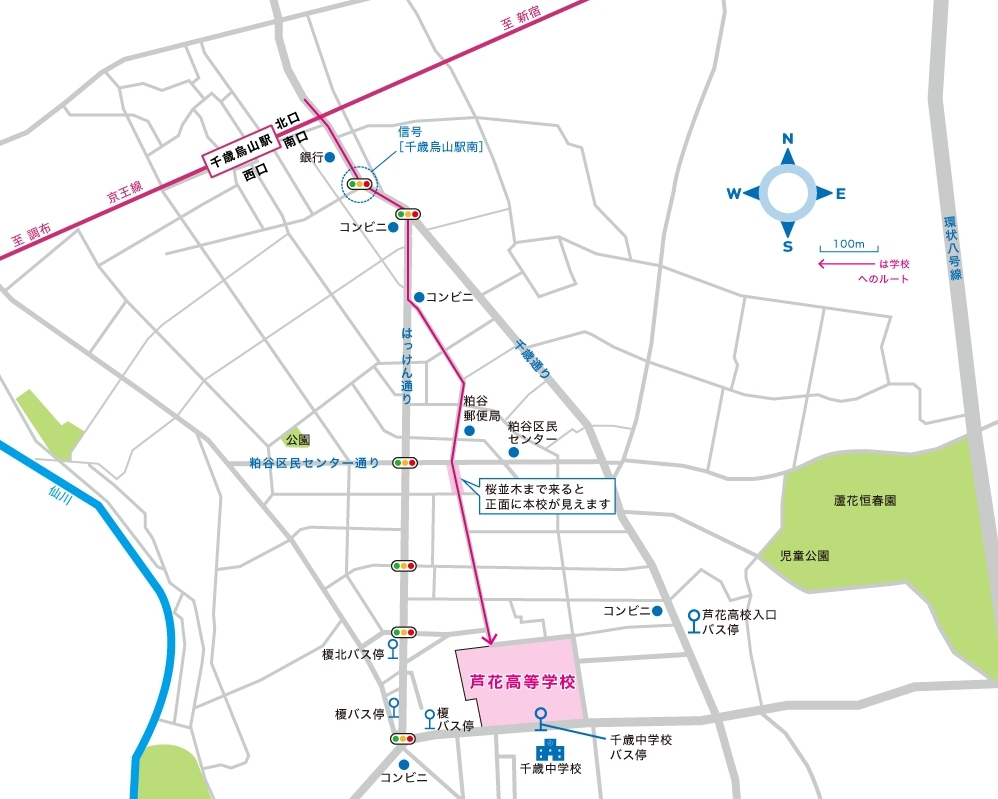 至 新宿
北口
千歳烏山駅
南口
西口
銀行
信号
[千歳烏山駅南]
京王線
至 調布
コンビニ
コンビニ
N
W
E
S
100m
は学校
へのルート
環状八号線
はっけん通り
千歳通り
粕谷
郵便局
粕谷区民
センター
公園
粕谷区民センター通り
桜並木まで来ると
正面に本校が見えます
仙川
蘆花恒春園
児童公園
コンビニ
芦花高校入口
バス停
榎北バス停
芦花高等学校
榎バス停
榎
バス停
千歳中学校
バス停
千歳中学校
コンビニ